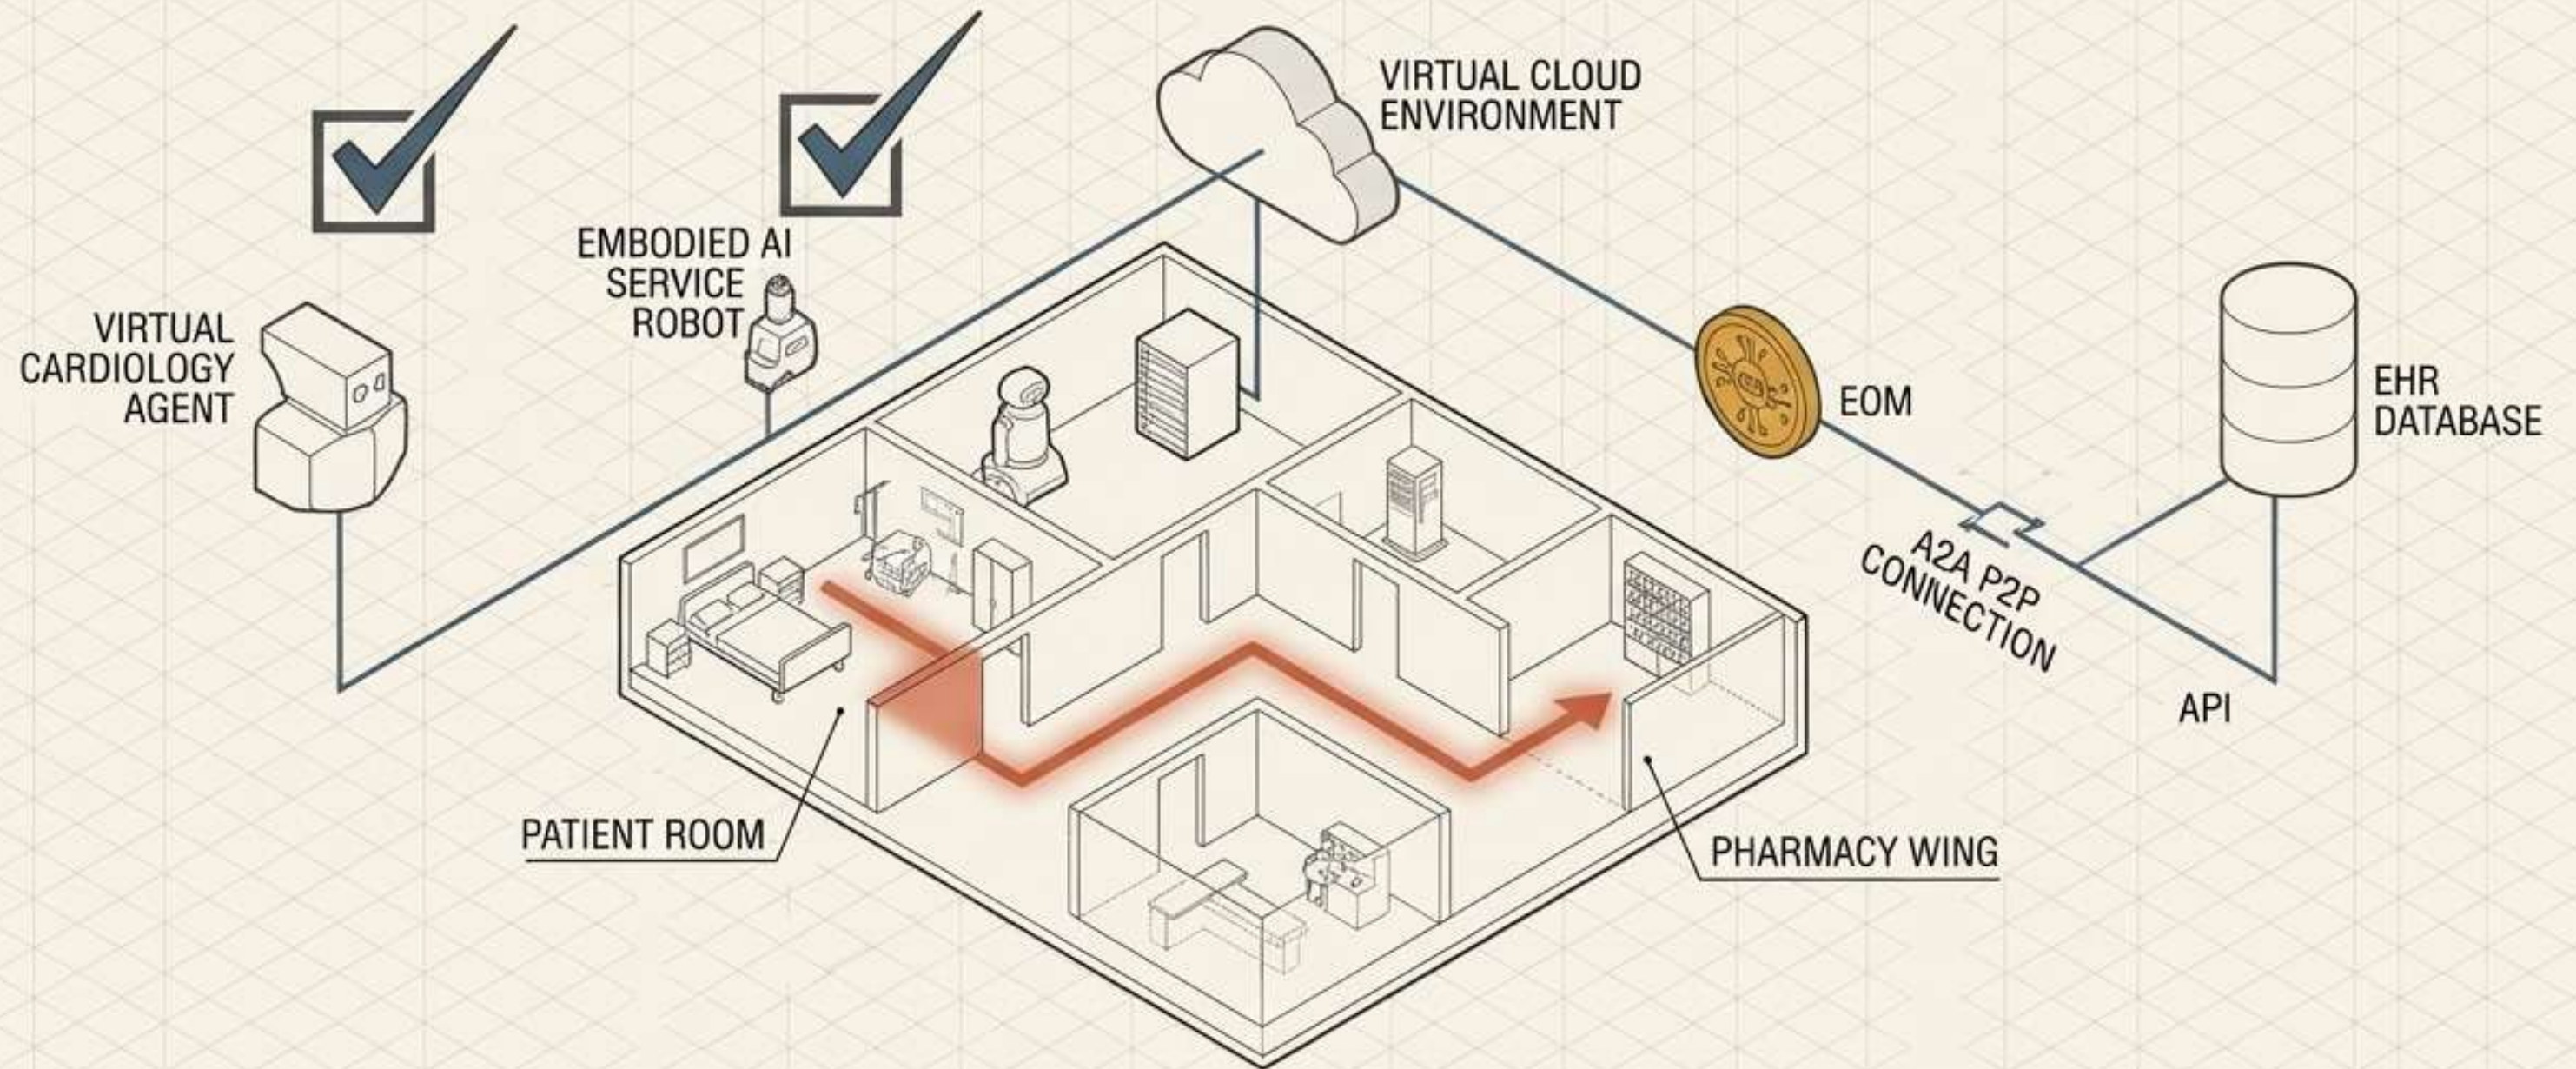 VIRTUAL CLOUD
ENVIRONMENT
EMBODIED AI
SERVICE
ROBOT
VIRTUAL
CARDIOLOGY
AGENT
EOM
EHR
DATABASE
A2A P2P
CONNECTION
API
PATIENT ROOM
PHARMACY WING